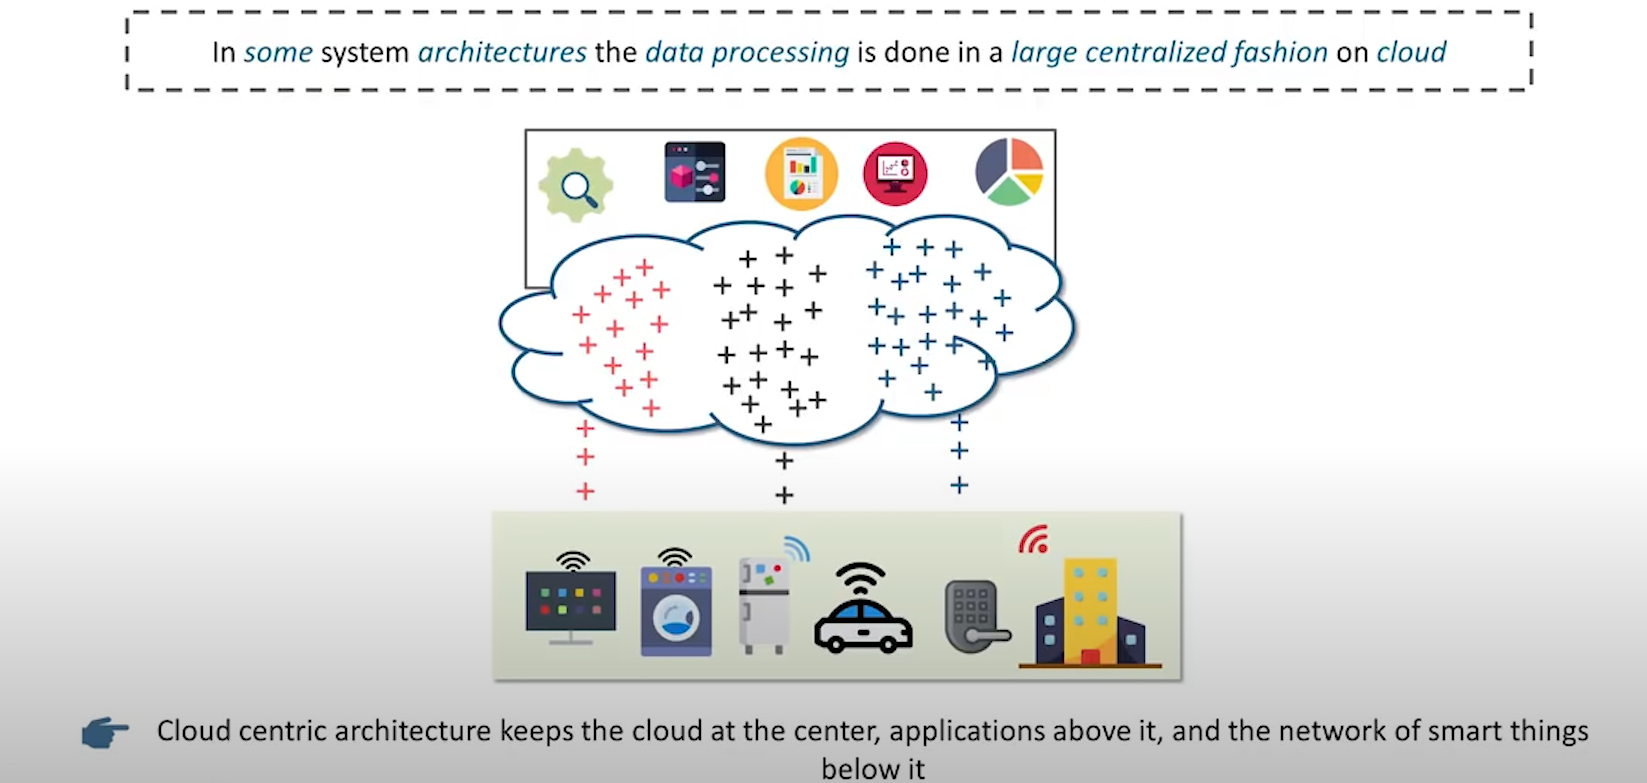 In some system architectures the data processing is done in a large centralized fashion on cloud
Cloud centric architecture keeps the cloud at the center, applications above it, and the network of smart things
below it